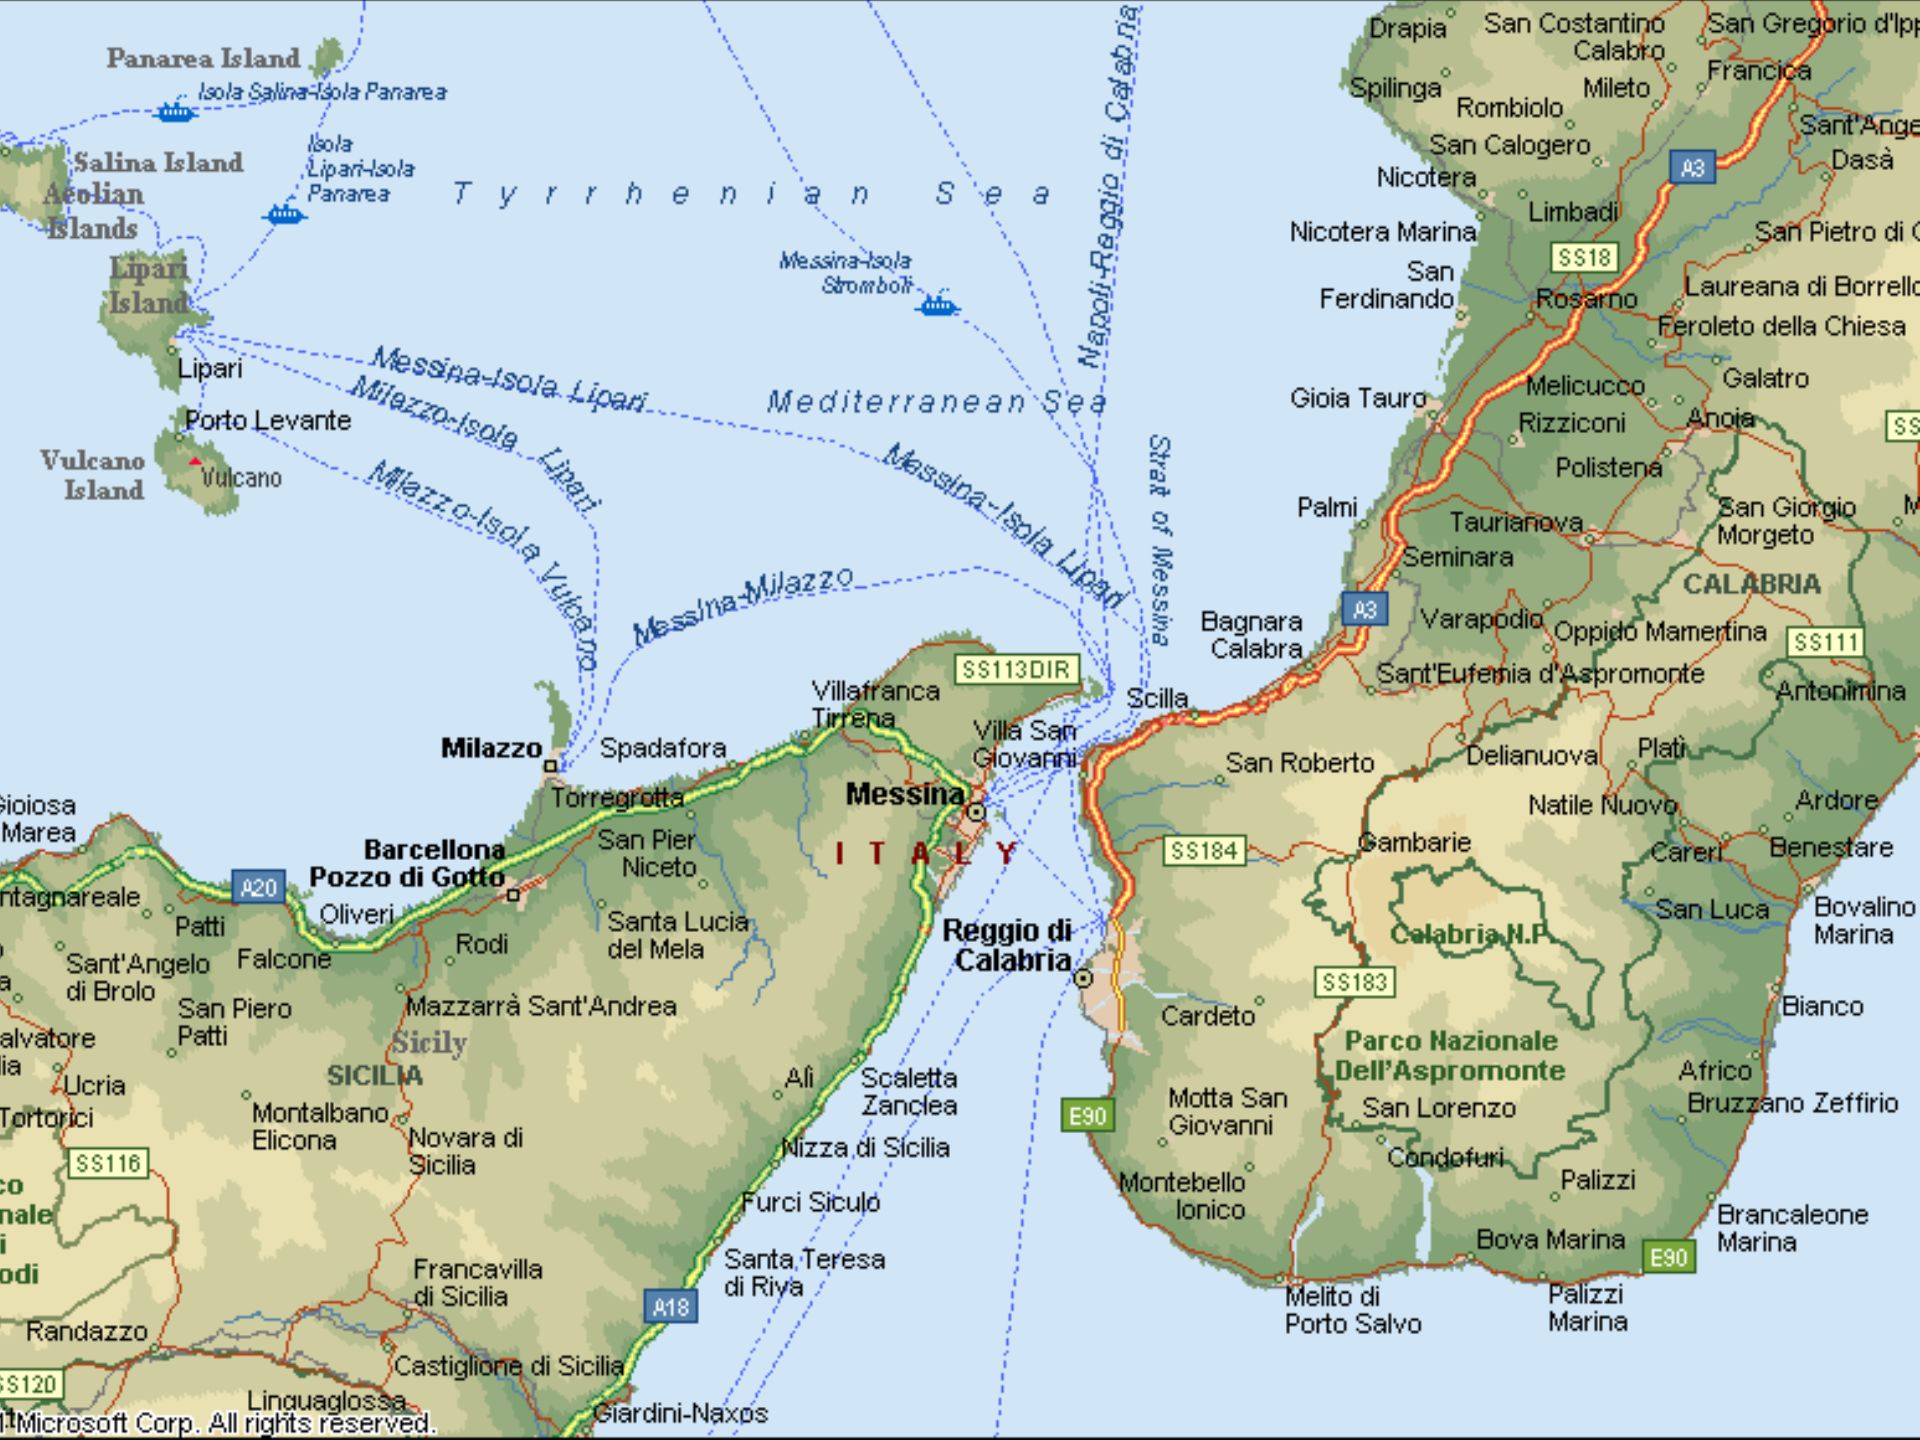 Drapia
San Costantino
Calabro
San Gregorio d'Ipp
Panarea Island
Isola Salina-Isola Panarea
Spilinga
Mileto
Francica
Rombiolo
Napoli-Reggio di Calabria
Sant'Ange
San Calogero
Dasà
A3
Isola
Lipari-Isola
Panarea
Salina Island
Aeolian
Islands
Tyrrhenian Sea
Nicotera
Limbadi
Nicotera Marina
San Pietro di C
SS18
Messina-Isola
Stromboli
Lipari
Island
San
Ferdinando
Rosarno
Laureana di Borrello
Feroleto della Chiesa
Lipari
Messina-Isola Lipari
Milazzo-Isola Lipari
Mediterranean Sea
Gioia Tauro
Melicucco
Galatro
Rizziconi
Anoia
SS
Porto Levante
Vulcano
Island
Vulcano
Milazzo-Isola Vulcano
Messina-Isola Lipari
Strait of Messina
Polistena
Palmi
Taurianova
San Giorgio
Morgeto
M
Seminara
CALABRIA
Messina-Milazzo
A3
Bagnara
Calabra
Varapodio
Oppido Mamertina
SS111
SS113DIR
Sant'Eufemia d'Aspromonte
Antonimina
Villafranca
Tirrena
Scilla
Milazzo
Spadafora
Villa San
Giovanni
San Roberto
Delianuova
Platì
Torregrotta
Messina
Natile Nuovo
Ardore
Gioiosa
Marea
San Pier
Niceto
ITALY
SS184
Gambarie
Careri
Benestare
Barcellona
Pozzo di Gotto
A20
ntagnareale
Patti
Oliveri
Santa Lucia
del Mela
Reggio di
Calabria
Calabria N.P.
San Luca
Bovalino
Marina
Falcone
Rodi
Sant'Angelo
di Brolo
a
SS183
San Piero
Patti
Mazzarrà Sant'Andrea
Cardeto
Bianco
alvatore
lia
Sicily
SICILIA
Parco Nazionale
Dell'Aspromonte
Ucria
Alì
Scaletta
Zanclea
Africo
Tortorici
Montalbano
Elicona
E90
Motta San
Giovanni
San Lorenzo
Bruzzano Zeffirio
Novara di
Sicilia
Nizza di Sicilia
SS116
Condofuri
Montebello
Ionico
Palizzi
co
nale
i
odi
Furci Siculo
Brancaleone
Marina
Santa Teresa
di Riva
Bova Marina
E90
Francavilla
di Sicilia
A18
Melito di
Porto Salvo
Palizzi
Marina
Randazzo
Castiglione di Sicilia
SS120
Linguaglossa
Giardini-Naxos
Microsoft Corp. All rights reserved.